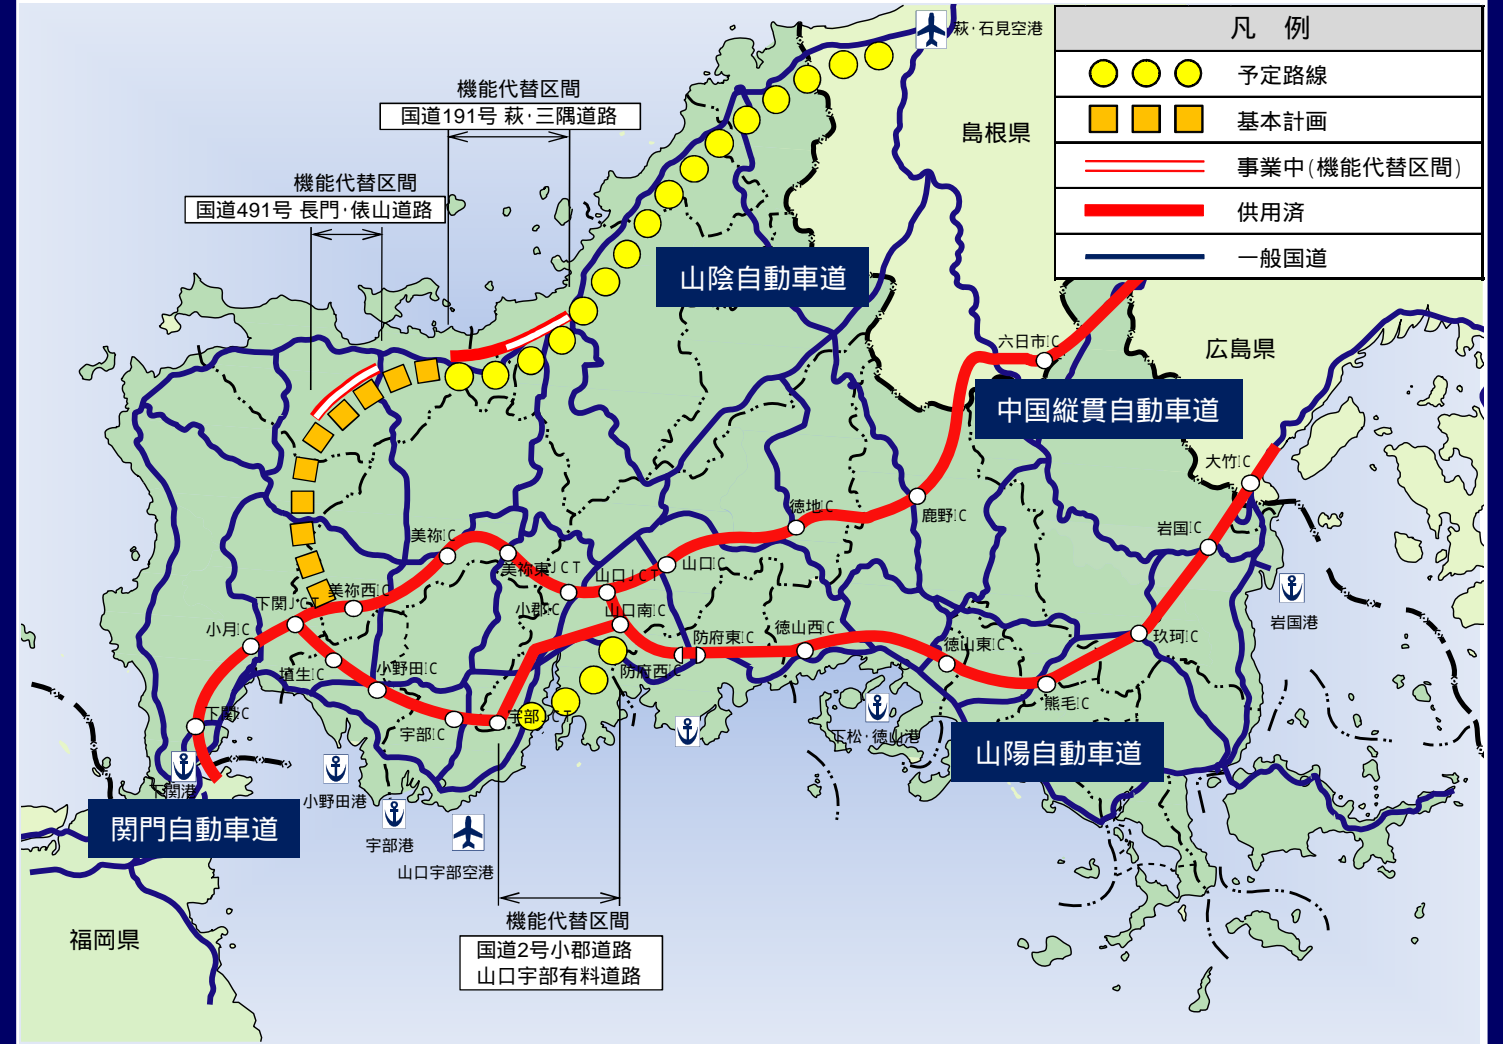 萩･石見空港
凡 例
予定路線
基本計画
事業中(機能代替区間)
供用済
一般国道
機能代替区間
国道191号 萩･三隅道路
機能代替区間
国道491号 長門･俵山道路
島根県
山陰自動車道
広島県
六日市IC
中国縦貫自動車道
大竹IC
岩国IC
鹿野IC
徳地IC
美祢IC
美祢東JCT
山口JCT
山口IC
小郡IC
山口南IC
美祢西IC
下関JCT
小月IC
埴生IC
小野田IC
防府東IC
防府西IC
徳山西IC
徳山東IC
玖珂IC
熊毛IC
岩国港
下関IC
宇部IC
宇部JCT
下松･徳山港
山陽自動車道
下関港
小野田港
宇部港
山口宇部空港
関門自動車道
福岡県
機能代替区間
国道2号小郡道路
山口宇部有料道路